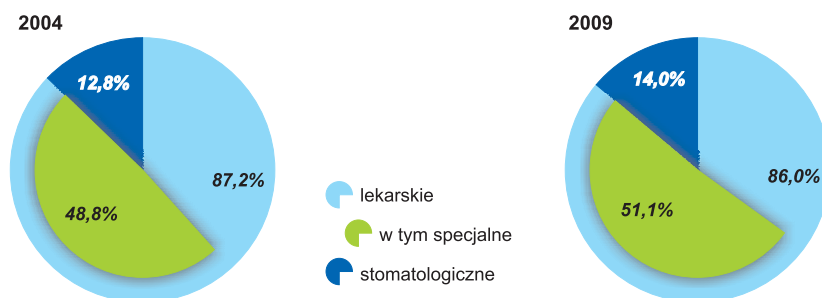 2004
12,8%
87,2%
48,8%
lekarskie
w tym specjalne
stomatologiczne
2009
14,0%
86,0%
51,1%